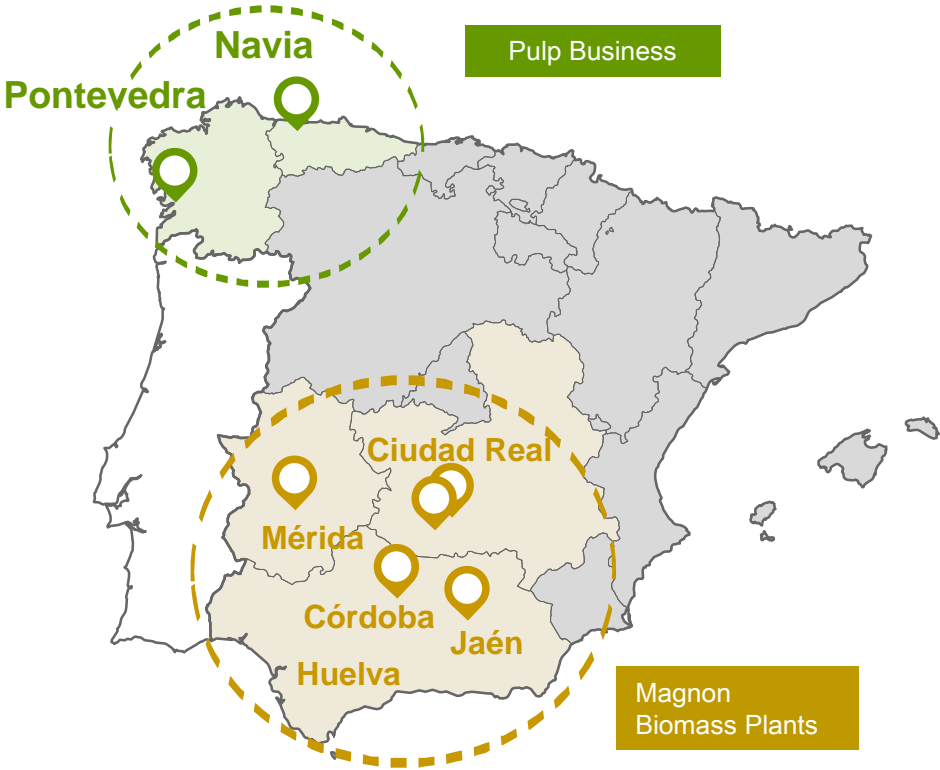 Navia
Pulp Business
Pontevedra
Ciudad Real
Mérida
Córdoba
Jaén
Huelva
Magnon
Biomass Plants